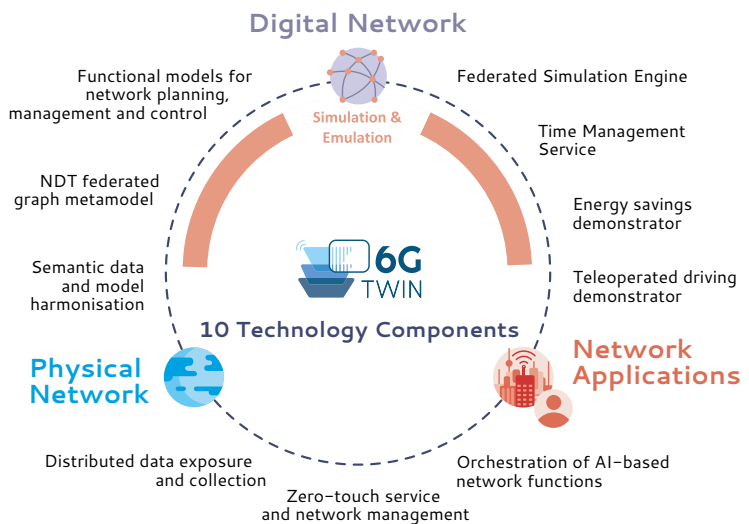 Digital Network
Functional models for
network planning,
management and control
Federated Simulation Engine
Simulation &
Emulation
Time Management
Service
NDT federated
graph metamodel
Energy savings
demonstrator
Semantic data
and model
harmonisation
6G
TWIN
Teleoperated driving
demonstrator
10 Technology Components
Physical
Network
Network
Applications
Distributed data exposure
and collection
Zero-touch service
and network management
Orchestration of AI-based
network functions